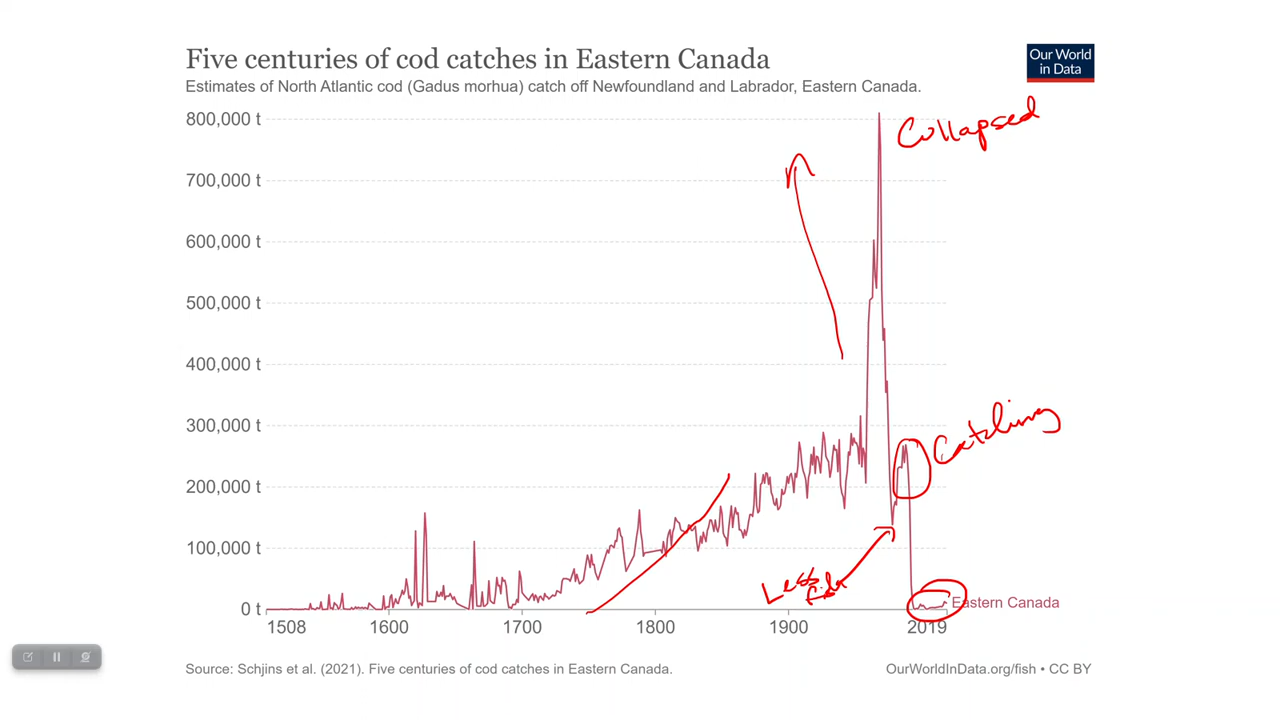 Five centuries of cod catches in Eastern Canada
Our World
in Data
Estimates of North Atlantic cod (Gadus morhua) catch off Newfoundland and Labrador, Eastern Canada.
800,000 t
Collapsed
700,000 t
600,000 t
500,000 t
400,000 t
300,000 t
Catching
200,000 t
100,000 t
Less
0 t
Eastern Canada
1508
1600
1700
1800
1900
2019
Source: Schjins et al. (2021). Five centuries of cod catches in Eastern Canada.
OurWorldInData.org/fish • CC BY